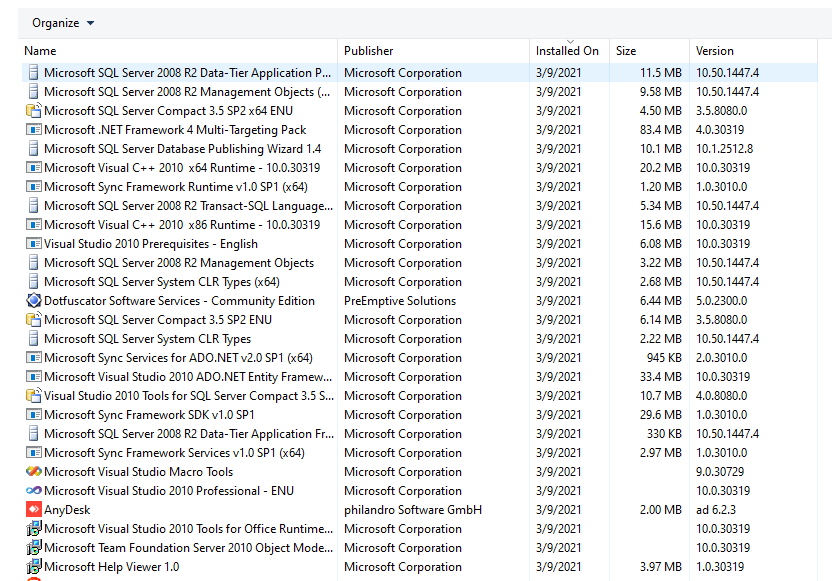 Organize
Name Publisher Installed On Size Version
Microsoft SQL Server 2008 R2 Data-Tier Application P... Microsoft Corporation 3/9/2021 11.5 MB 10.50.1447.4
Microsoft SQL Server 2008 R2 Management Objects (... Microsoft Corporation 3/9/2021 9.58 MB 10.50.1447.4
Microsoft SQL Server Compact 3.5 SP2 x64 ENU Microsoft Corporation 3/9/2021 4.50 MB 3.5.8080.0
Microsoft .NET Framework 4 Multi-Targeting Pack Microsoft Corporation 3/9/2021 83.4 MB 4.0.30319
Microsoft SQL Server Database Publishing Wizard 1.4 Microsoft Corporation 3/9/2021 10.1 MB 10.1.2512.8
Microsoft Visual C++ 2010 x64 Runtime - 10.0.30319 Microsoft Corporation 3/9/2021 20.2 MB 10.0.30319
Microsoft Sync Framework Runtime v1.0 SP1 (x64) Microsoft Corporation 3/9/2021 1.20 MB 1.0.3010.0
Microsoft SQL Server 2008 R2 Transact-SQL Language... Microsoft Corporation 3/9/2021 5.34 MB 10.50.1447.4
Microsoft Visual C++ 2010 x86 Runtime - 10.0.30319 Microsoft Corporation 3/9/2021 15.6 MB 10.0.30319
Visual Studio 2010 Prerequisites - English Microsoft Corporation 3/9/2021 6.08 MB 10.0.30319
Microsoft SQL Server 2008 R2 Management Objects Microsoft Corporation 3/9/2021 3.22 MB 10.50.1447.4
Microsoft SQL Server System CLR Types (x64) Microsoft Corporation 3/9/2021 2.68 MB 10.50.1447.4
Dotfuscator Software Services - Community Edition PreEmptive Solutions 3/9/2021 6.44 MB 5.0.2300.0
Microsoft SQL Server Compact 3.5 SP2 ENU Microsoft Corporation 3/9/2021 6.14 MB 3.5.8080.0
Microsoft SQL Server System CLR Types Microsoft Corporation 3/9/2021 2.22 MB 10.50.1447.4
Microsoft Sync Services for ADO.NET v2.0 SP1 (x64) Microsoft Corporation 3/9/2021 945 KB 2.0.3010.0
Microsoft Visual Studio 2010 ADO.NET Entity Framew... Microsoft Corporation 3/9/2021 33.4 MB 10.0.30319
Visual Studio 2010 Tools for SQL Server Compact 3.5 S... Microsoft Corporation 3/9/2021 10.7 MB 4.0.8080.0
Microsoft Sync Framework SDK v1.0 SP1 Microsoft Corporation 3/9/2021 29.6 MB 1.0.3010.0
Microsoft SQL Server 2008 R2 Data-Tier Application Fr... Microsoft Corporation 3/9/2021 330 KB 10.50.1447.4
Microsoft Sync Framework Services v1.0 SP1 (x64) Microsoft Corporation 3/9/2021 2.97 MB 1.0.3010.0
Microsoft Visual Studio Macro Tools Microsoft Corporation 3/9/2021 9.0.30729
Microsoft Visual Studio 2010 Professional - ENU Microsoft Corporation 3/9/2021 10.0.30319
AnyDesk philandro Software GmbH 3/9/2021 2.00 MB ad 6.2.3
Microsoft Visual Studio 2010 Tools for Office Runtime... Microsoft Corporation 3/9/2021 10.0.30319
Microsoft Team Foundation Server 2010 Object Mode... Microsoft Corporation 3/9/2021 10.0.30319
Microsoft Help Viewer 1.0 Microsoft Corporation 3/9/2021 3.97 MB 1.0.30319